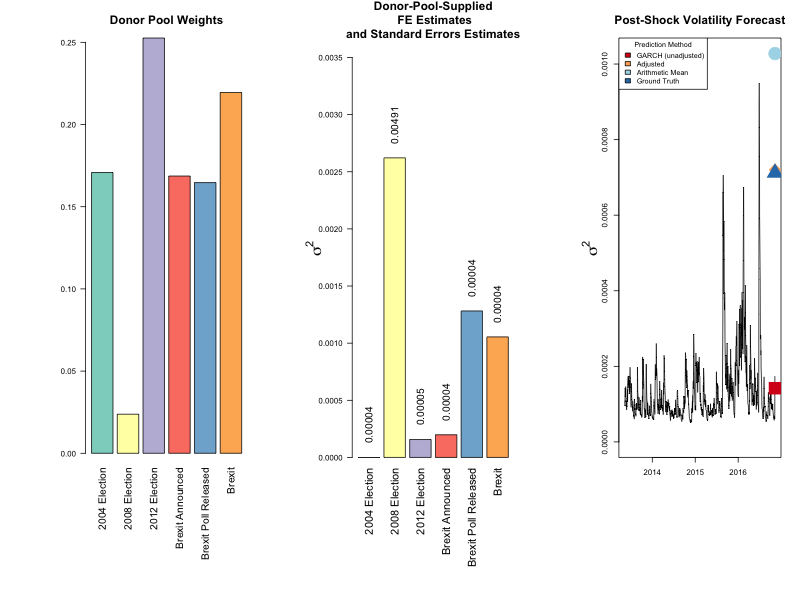 Donor Pool Weights
0.25
0.20
0.15
0.10
0.05
0.00
2004 Election
2008 Election
2012 Election
Brexit Announced
Brexit Poll Released
Brexit
Donor-Pool-Supplied
FE Estimates
and Standard Errors Estimates
σ²
0.0035
0.0030
0.0025
0.0020
0.0015
0.0010
0.0005
0.0000
0.00004
0.00491
0.00005
0.00004
0.00004
0.00004
2004 Election
2008 Election
2012 Election
Brexit Announced
Brexit Poll Released
Brexit
Post-Shock Volatility Forecast
σ²
0.0010
0.0008
0.0006
0.0004
0.0002
0.0000
Prediction Method
GARCH (unadjusted)
Adjusted
Arithmetic Mean
Ground Truth
2014
2015
2016